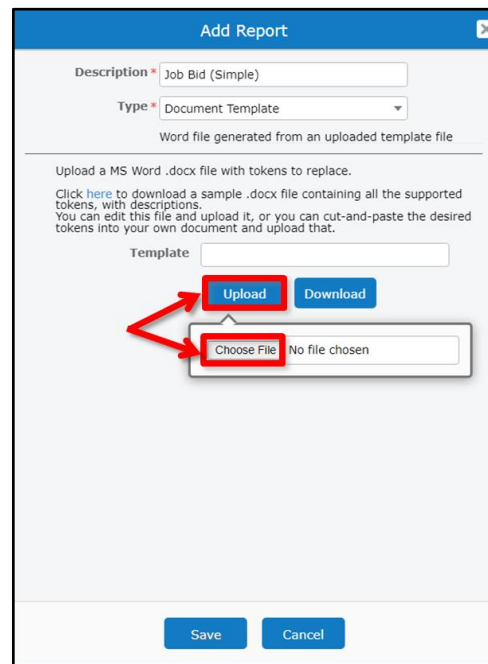 Add Report
Description * Job Bid (Simple)
Type * Document Template
Word file generated from an uploaded template file
Upload a MS Word .docx file with tokens to replace.
Click here to download a sample .docx file containing all the supported
tokens, with descriptions.
You can edit this file and upload it, or you can cut-and-paste the desired
tokens into your own document and upload that.
Template
Upload Download
Choose File No file chosen
Save Cancel